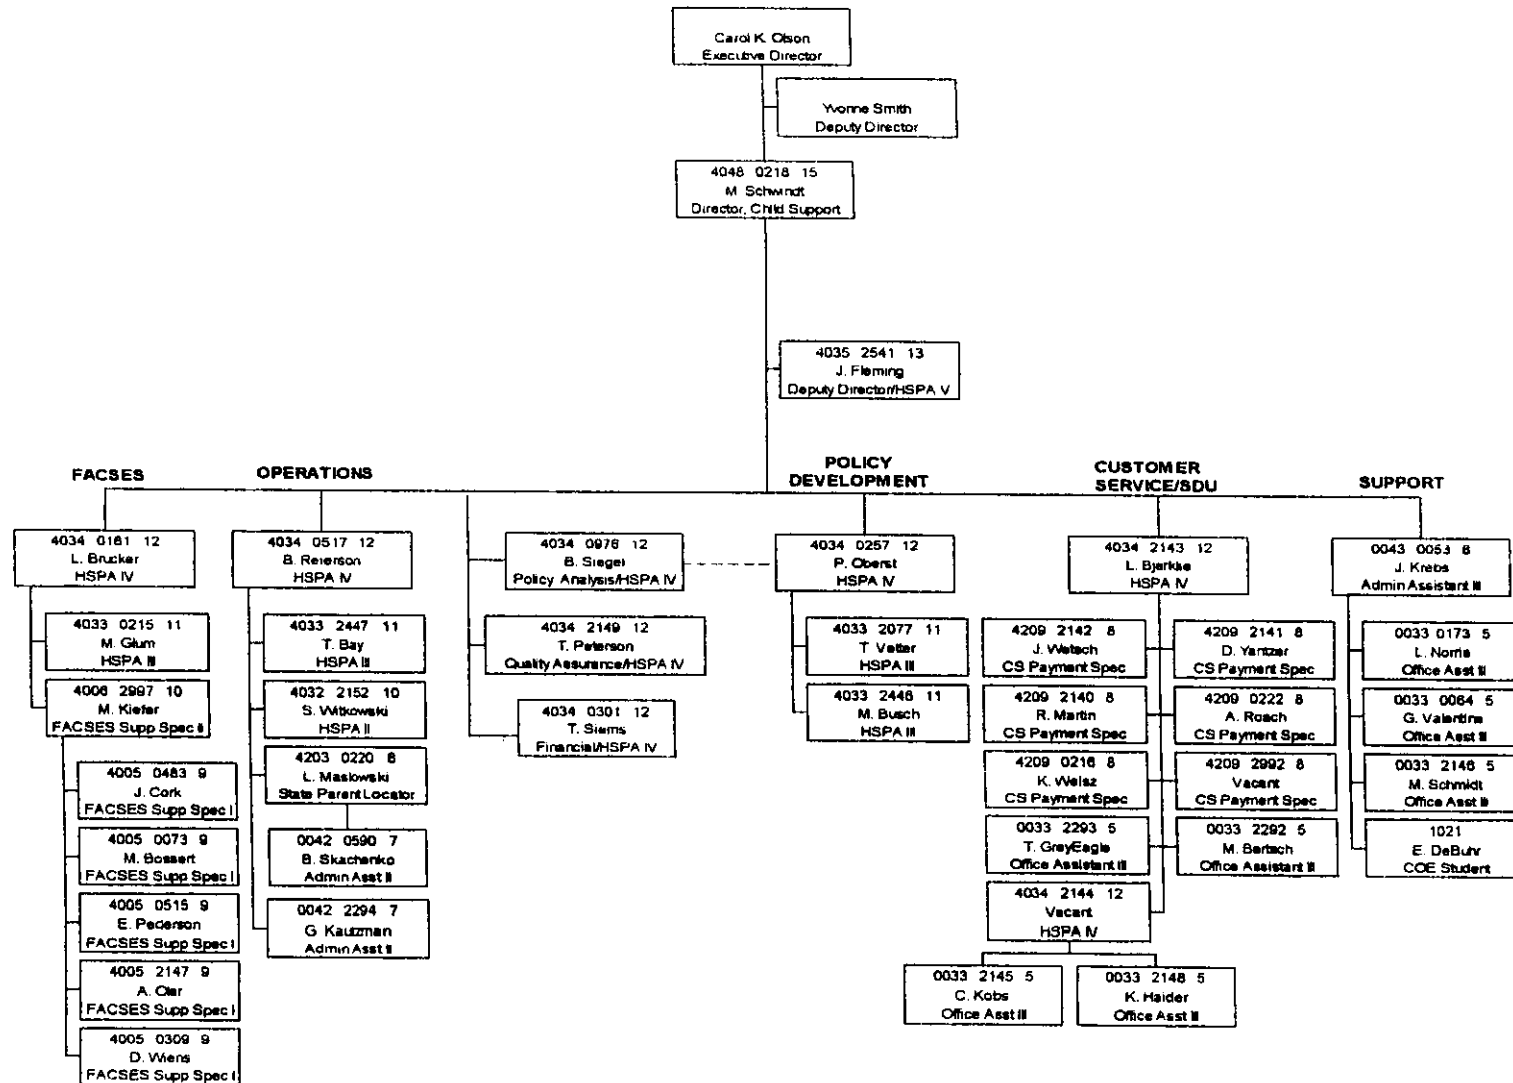 Carol K. Olson
Executive Director
Yvonne Smith
Deputy Director
4048 0218 15
M. Schwindt
Director, Child Support
4035 2541 13
J. Fleming
Deputy Director/HSPA V
FACSES
OPERATIONS
POLICY
DEVELOPMENT
CUSTOMER
SERVICE/SDU
SUPPORT
4034 0161 12
L. Brucker
HSPA IV
4033 0215 11
M. Glum
HSPA III
4006 2997 10
M. Kiefer
FACSES Supp Spec II
4005 0483 9
J. Cork
FACSES Supp Spec I
4005 0073 9
M. Bossert
FACSES Supp Spec I
4005 0515 9
E. Pederson
FACSES Supp Spec I
4005 2147 9
A. Oler
FACSES Supp Spec I
4005 0309 9
D. Wiens
FACSES Supp Spec I
4034 0517 12
B. Reierson
HSPA IV
4033 2447 11
T. Bay
HSPA III
4032 2152 10
S. Witkowski
HSPA II
4203 0220 8
L. Maslowski
State Parent Locator
0042 0590 7
B. Skachenko
Admin Asst II
0042 2294 7
G. Kautzman
Admin Asst II
4034 0976 12
B. Siegel
Policy Analysis/HSPA IV
4034 2149 12
T. Peterson
Quality Assurance/HSPA IV
4034 0301 12
T. Siems
Financial/HSPA IV
4034 0257 12
P. Oberst
HSPA IV
4033 2077 11
T. Vetter
HSPA III
4033 2446 11
M. Busch
HSPA III
4034 2143 12
L. Bjerklie
HSPA IV
4209 2142 8
J. Wetsch
CS Payment Spec
4209 2141 8
D. Yantzer
CS Payment Spec
4209 2140 8
R. Martin
CS Payment Spec
4209 0222 8
A. Roach
CS Payment Spec
4209 0216 8
K. Weisz
CS Payment Spec
4209 2992 8
Vacant
CS Payment Spec
0033 2293 5
T. GreyEagle
Office Assistant III
0033 2292 5
M. Bertsch
Office Assistant III
4034 2144 12
Vacant
HSPA IV
0033 2145 5
C. Kobs
Office Asst III
0033 2148 5
K. Haider
Office Asst III
0043 0053 8
J. Krebs
Admin Assistant III
0033 0173 5
L. Norris
Office Asst III
0033 0064 5
G. Valentine
Office Asst III
0033 2146 5
M. Schmidt
Office Asst III
1021
E. DeBuhr
COE Student